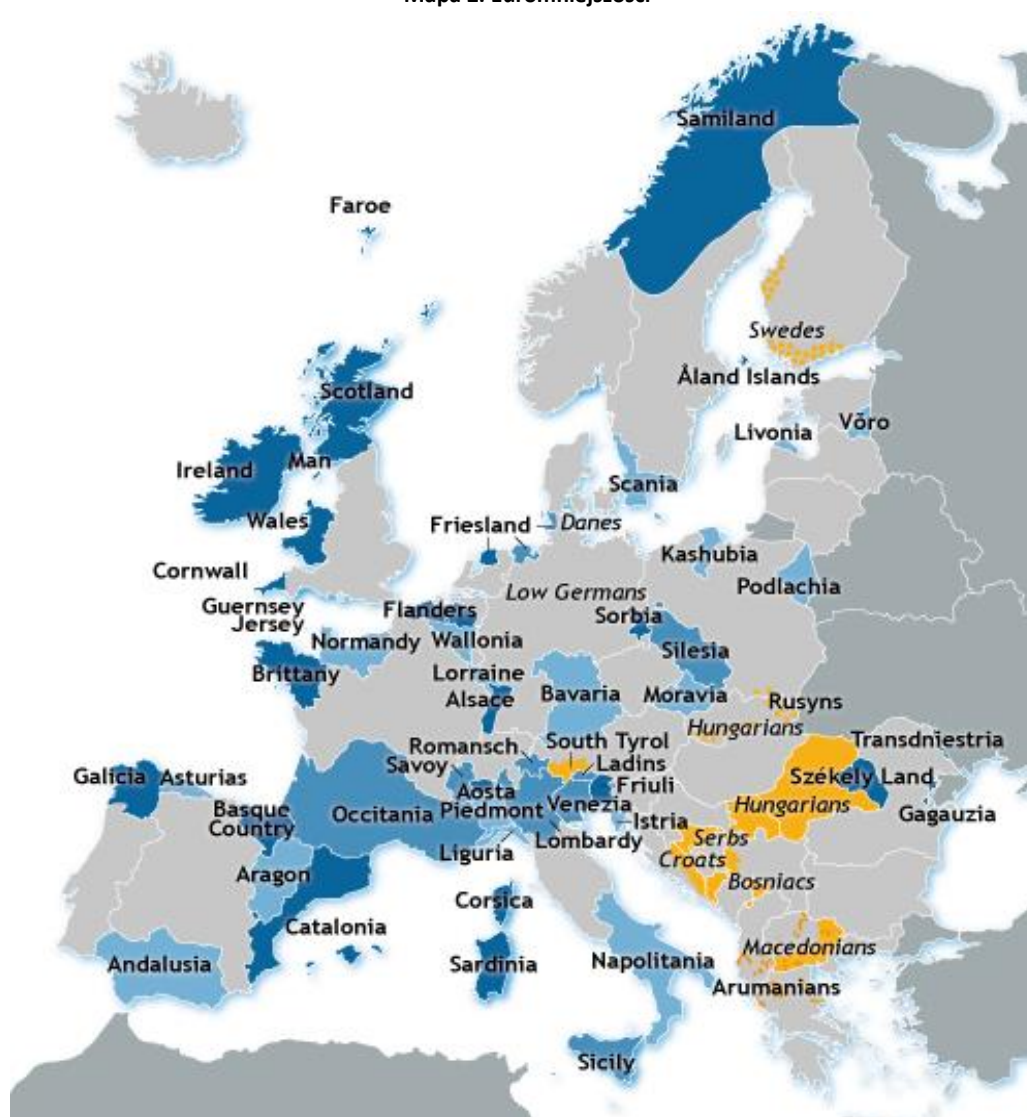 Mapa 2. Euromniejszości
Samiland
Faroe
Swedes
Åland Islands
Scotland
Võro
Livonia
Ireland
Man
Scania
Wales
Friesland
Danes
Kashubia
Cornwall
Low Germans
Podlachia
Guernsey
Jersey
Flanders
Sorbia
Normandy
Wallonia
Silesia
Brittany
Lorraine
Alsace
Bavaria
Moravia
Rusyns
Hungarians
Transdniestria
Romansch
South Tyrol
Savoy
Ladins
Galicia
Asturias
Aosta
Friuli
Székely Land
Basque
Country
Occitania
Piedmont
Venezia
Hungarians
Gagauzia
Istria
Lombardy
Liguria
Serbs
Croats
Aragon
Bosniacs
Corsica
Catalonia
Macedonians
Andalusia
Sardinia
Napolitania
Arumanians
Sicily